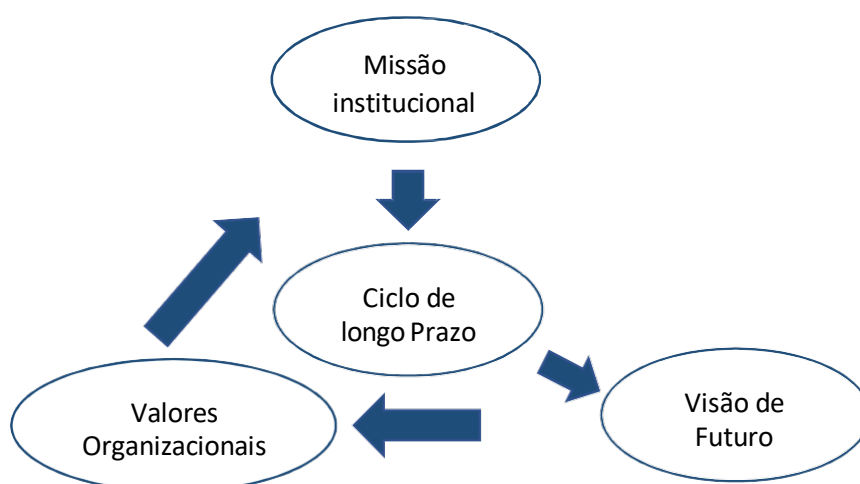 Missão
institucional
Ciclo de
longo Prazo
Valores
Organizacionais
Visão de
Futuro